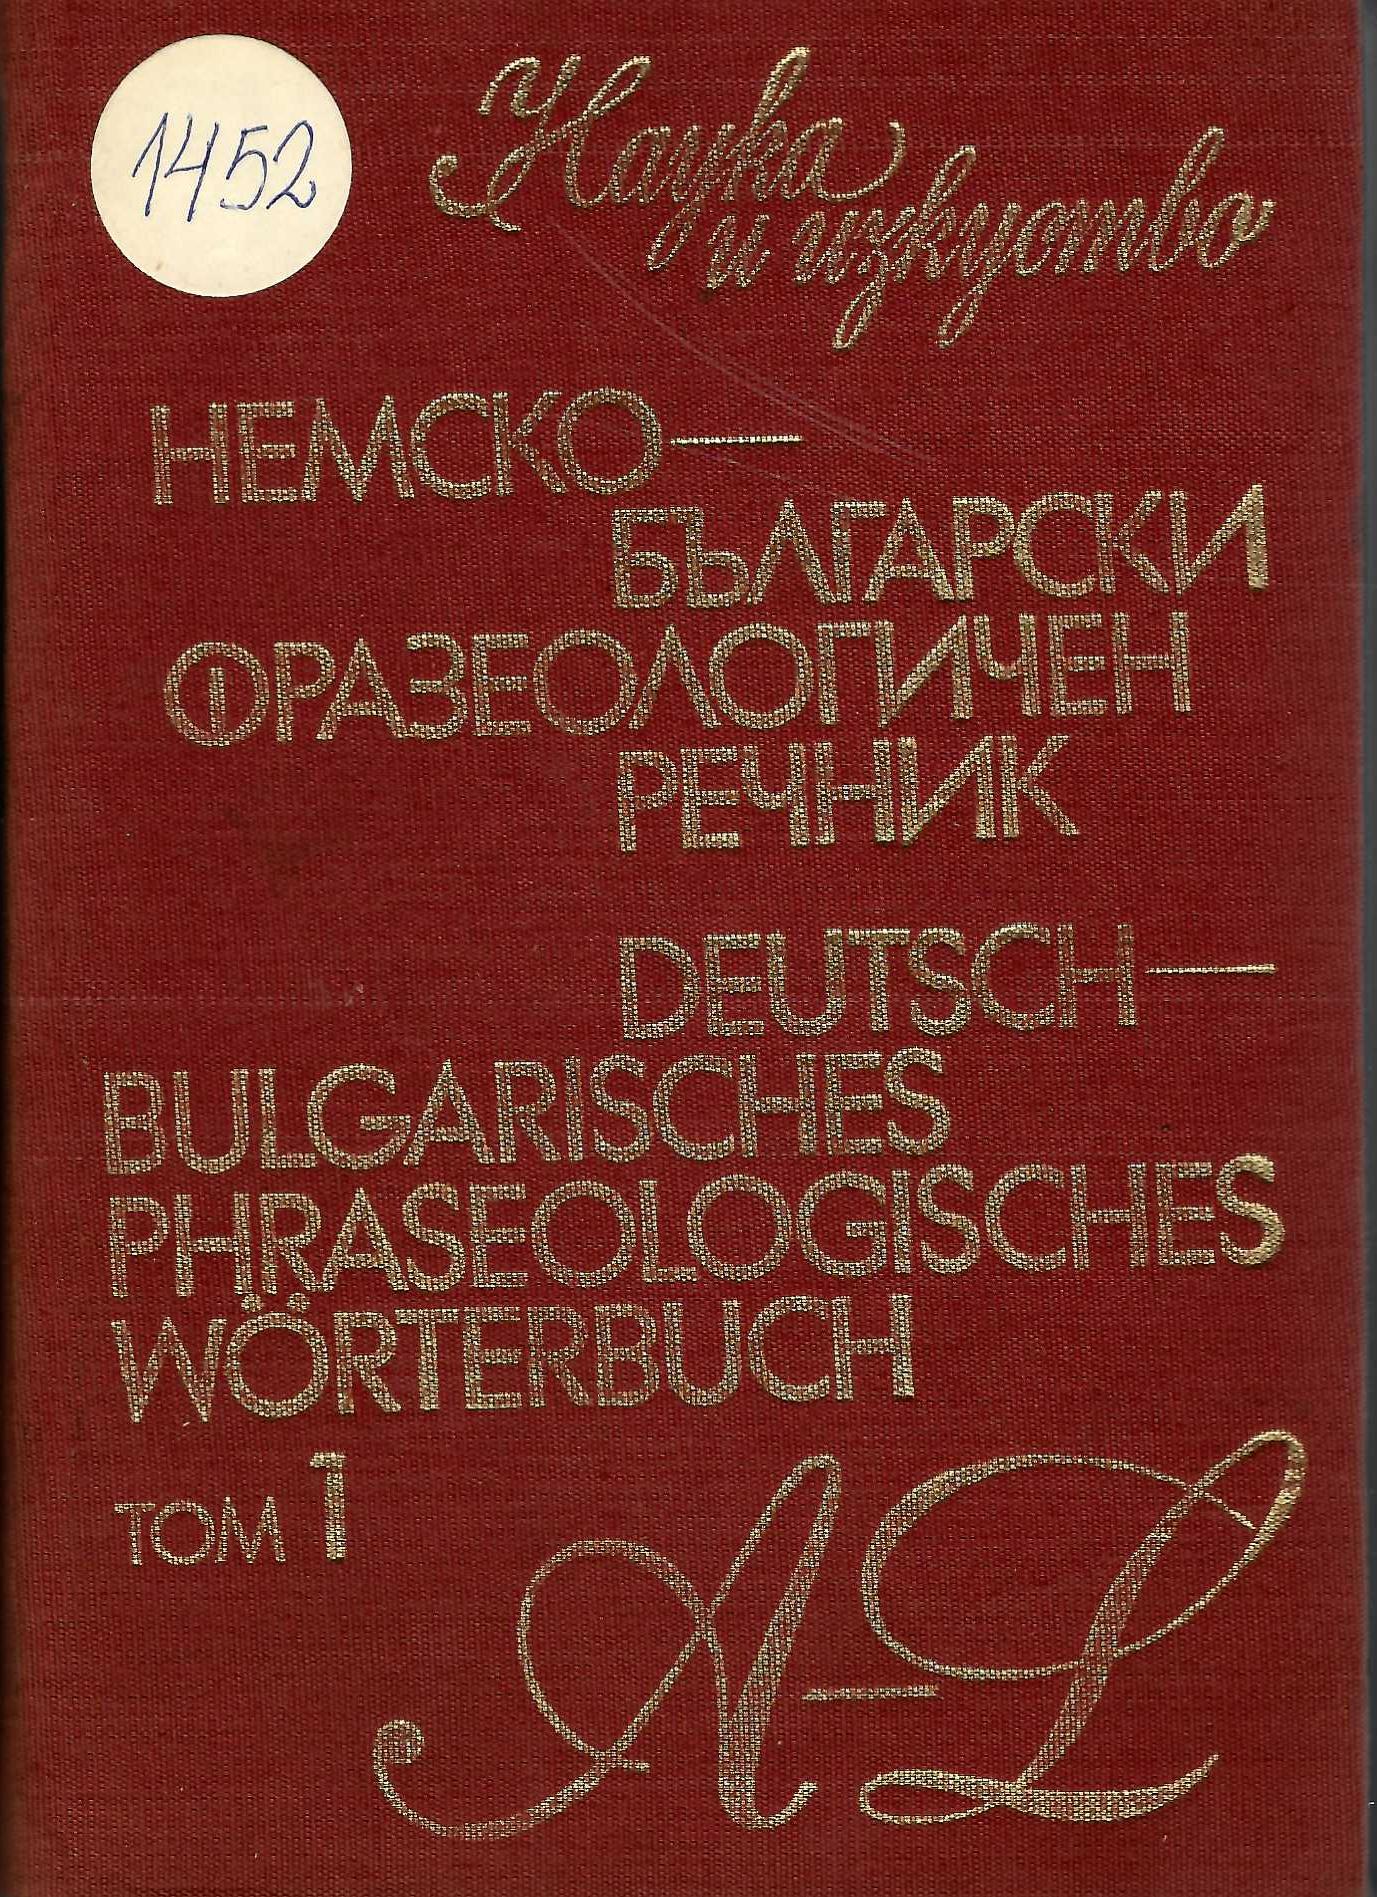 1452
Наука
и изкуство
НЕМСКО—
БЪЛГАРСКИ
ФРАЗЕОЛОГИЧЕН
РЕЧНИК
DEUTSCH—
BULGARISCHES
PHRASEOLOGISCHES
WÖRTERBUCH
ТОМ 1
A–L